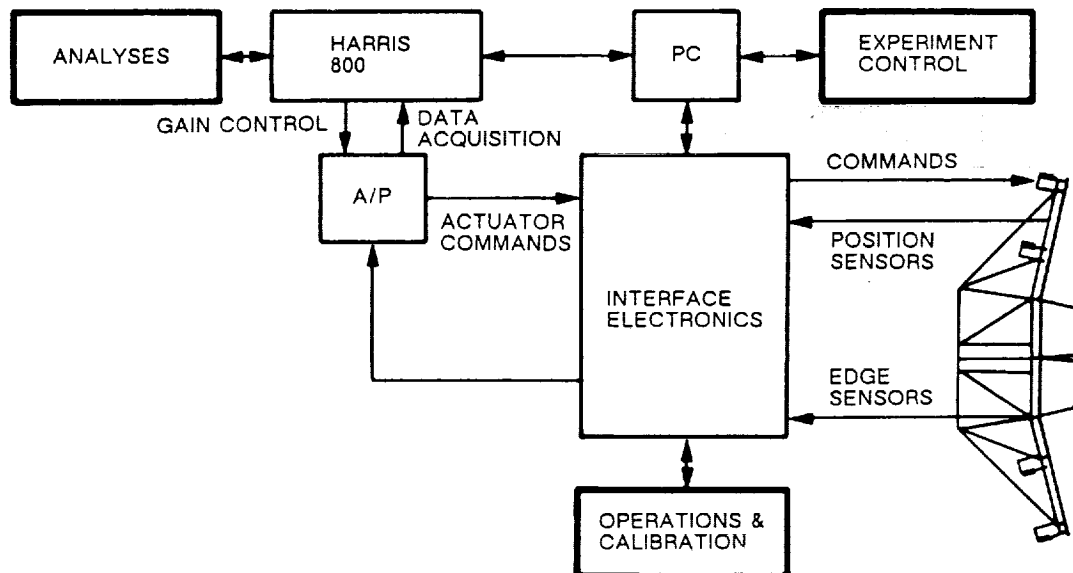 ANALYSES
HARRIS
800
PC
EXPERIMENT
CONTROL
GAIN CONTROL
DATA
ACQUISITION
A/P
ACTUATOR
COMMANDS
COMMANDS
POSITION
SENSORS
INTERFACE
ELECTRONICS
EDGE
SENSORS
OPERATIONS &
CALIBRATION